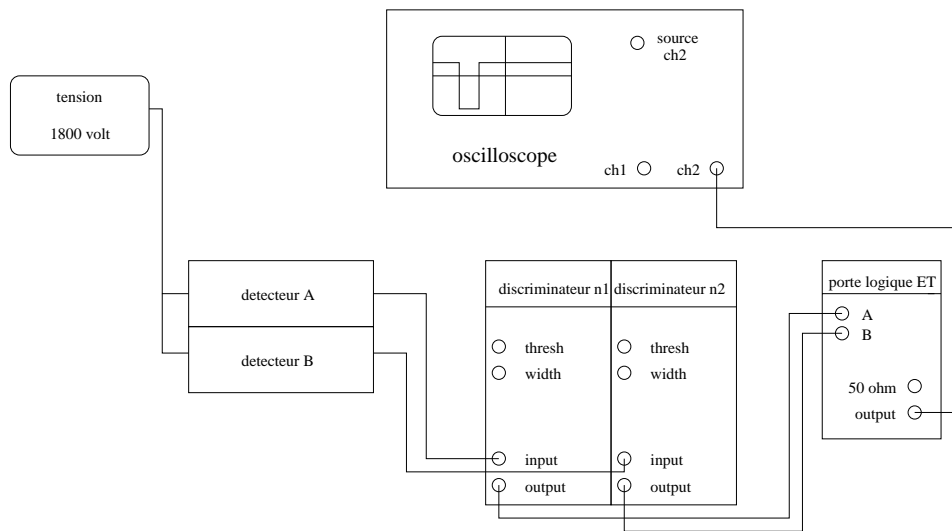 source
ch2
tension
1800 volt
oscilloscope
ch1
ch2
detecteur A
detecteur B
discriminateur n1
discriminateur n2
thresh
thresh
width
width
input
input
output
output
porte logique ET
A
B
50 ohm
output